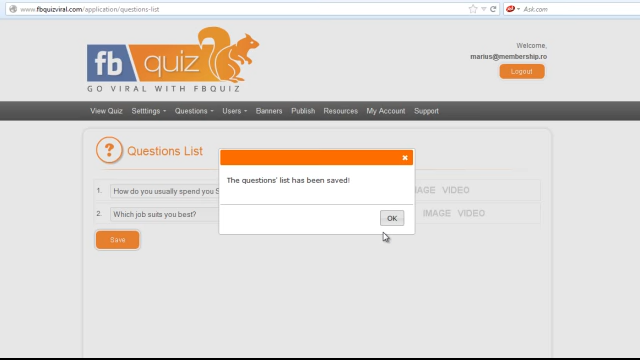 www.fbquizviral.com/application/questions-list
Ask.com
Welcome,
marius@membership.ro
Logout
fb quiz
GO VIRAL WITH FBQUIZ
View Quiz Setttings Questions Users Banners Publish Resources My Account Support
? Questions List
The questions' list has been saved!
1. How do you usually spend you IMAGE VIDEO
2. Which job suits you best? IMAGE VIDEO
OK
Save